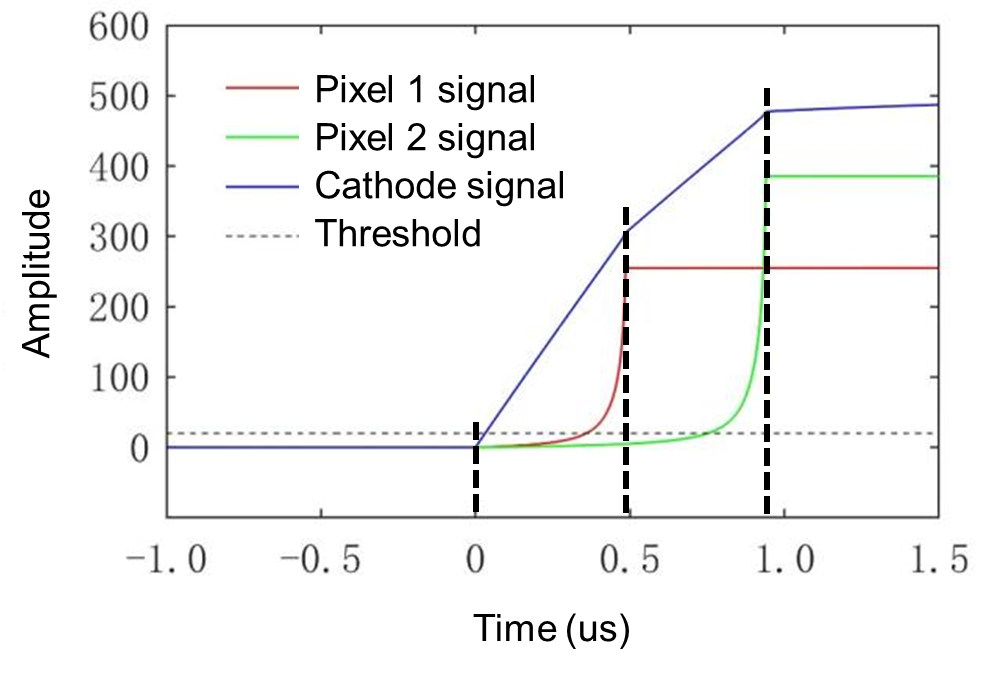 600
500
400
300
200
100
0
Amplitude
Pixel 1 signal
Pixel 2 signal
Cathode signal
Threshold
-1.0 -0.5 0 0.5 1.0 1.5
Time (us)